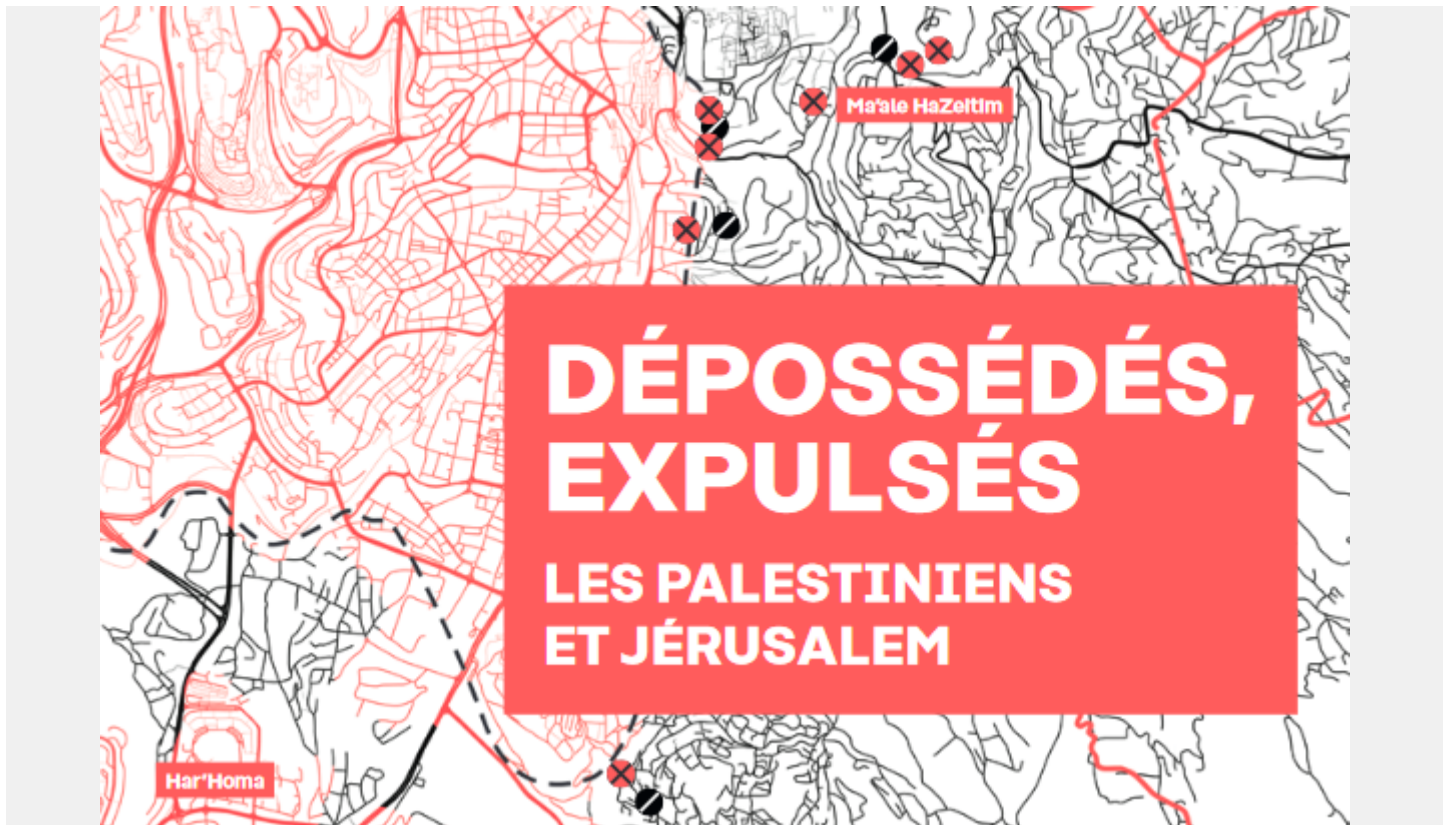 Ma'ale HaZeitim
DÉPOSSÉDÉS,
EXPULSÉS
LES PALESTINIENS
ET JÉRUSALEM
Har'Homa